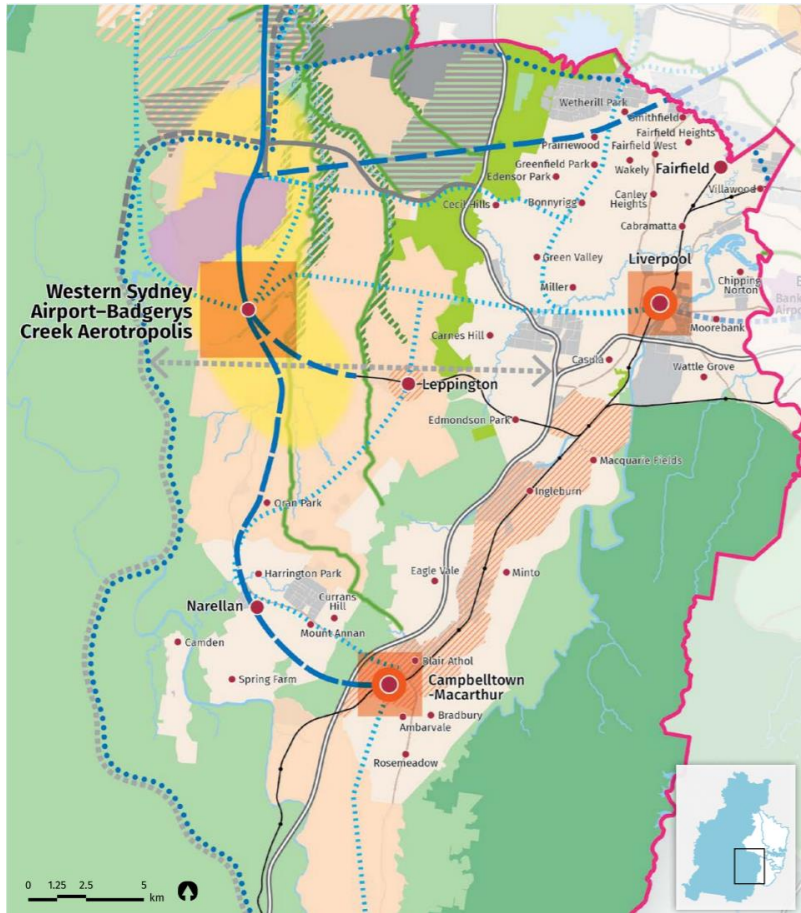 Wetherill Park
Smithfield
Prairiewood
Fairfield Heights
Fairfield West
Greenfield Park
Wakely
Fairfield
Edensor Park
Canley
Heights
Villawood
Cecil Hills
Bonnyrigg
Cabramatta
Green Valley
Liverpool
Western Sydney
Airport–Badgerys
Creek Aerotropolis
Miller
Chipping
Norton
Moorebank
Carnes Hill
Casula
Wattle Grove
Leppington
Edmondson Park
Macquarie Fields
Ingleburn
Oran Park
Harrington Park
Eagle Vale
Minto
Narellan
Currans
Hill
Mount Annan
Camden
Blair Athol
Spring Farm
Campbelltown
-Macarthur
Bradbury
Ambarvale
Rosemeadow
0 1.25 2.5 5
km